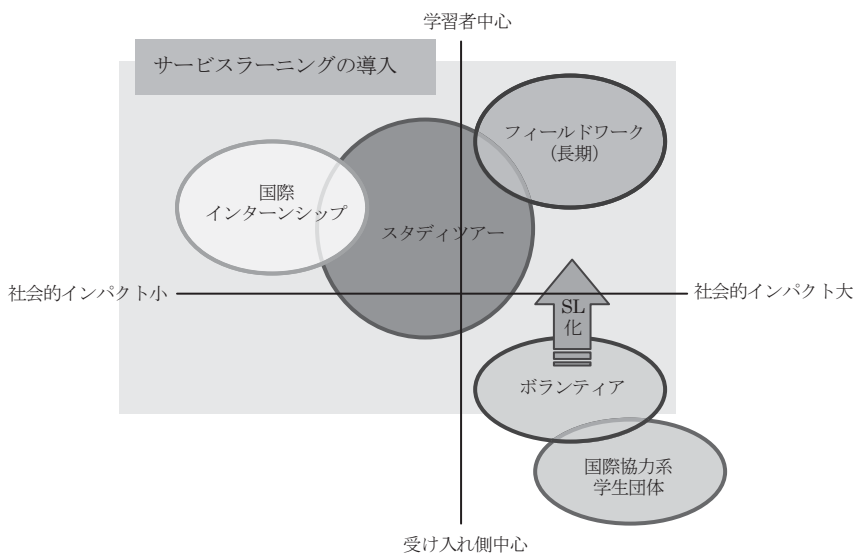 学習者中心
サービスラーニングの導入
フィールドワーク
（長期）
国際
インターンシップ
スタディツアー
社会的インパクト小
社会的インパクト大
SL
化
ボランティア
国際協力系
学生団体
受け入れ側中心